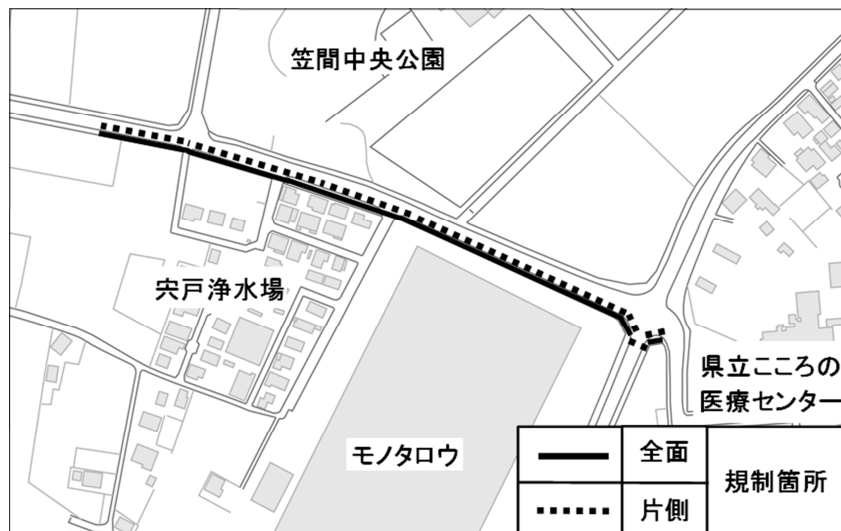 笠間中央公園
宍戸浄水場
県立こころの
医療センター
モノタロウ
全面
規制箇所
片側